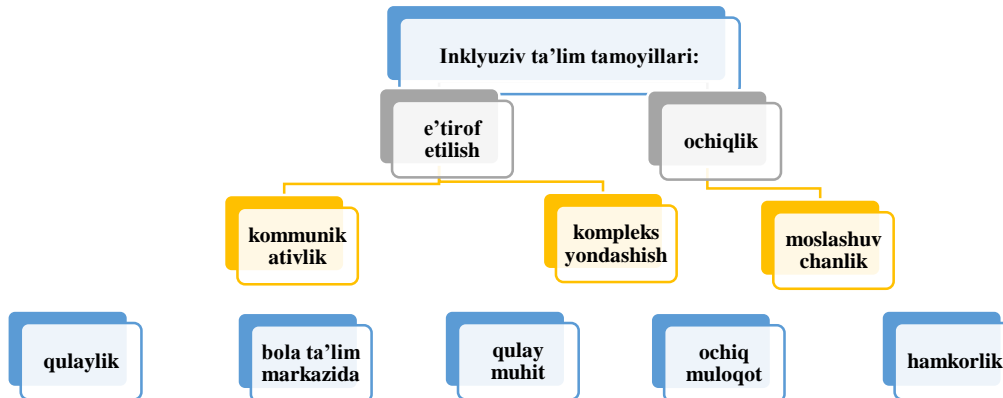 Inklyuziv ta’lim tamoyillari:
e’tirof
etilish
ochiqlik
kommunik
ativlik
kompleks
yondashish
moslashuv
chanlik
qulaylik
bola ta’lim
markazida
qulay
muhit
ochiq
muloqot
hamkorlik